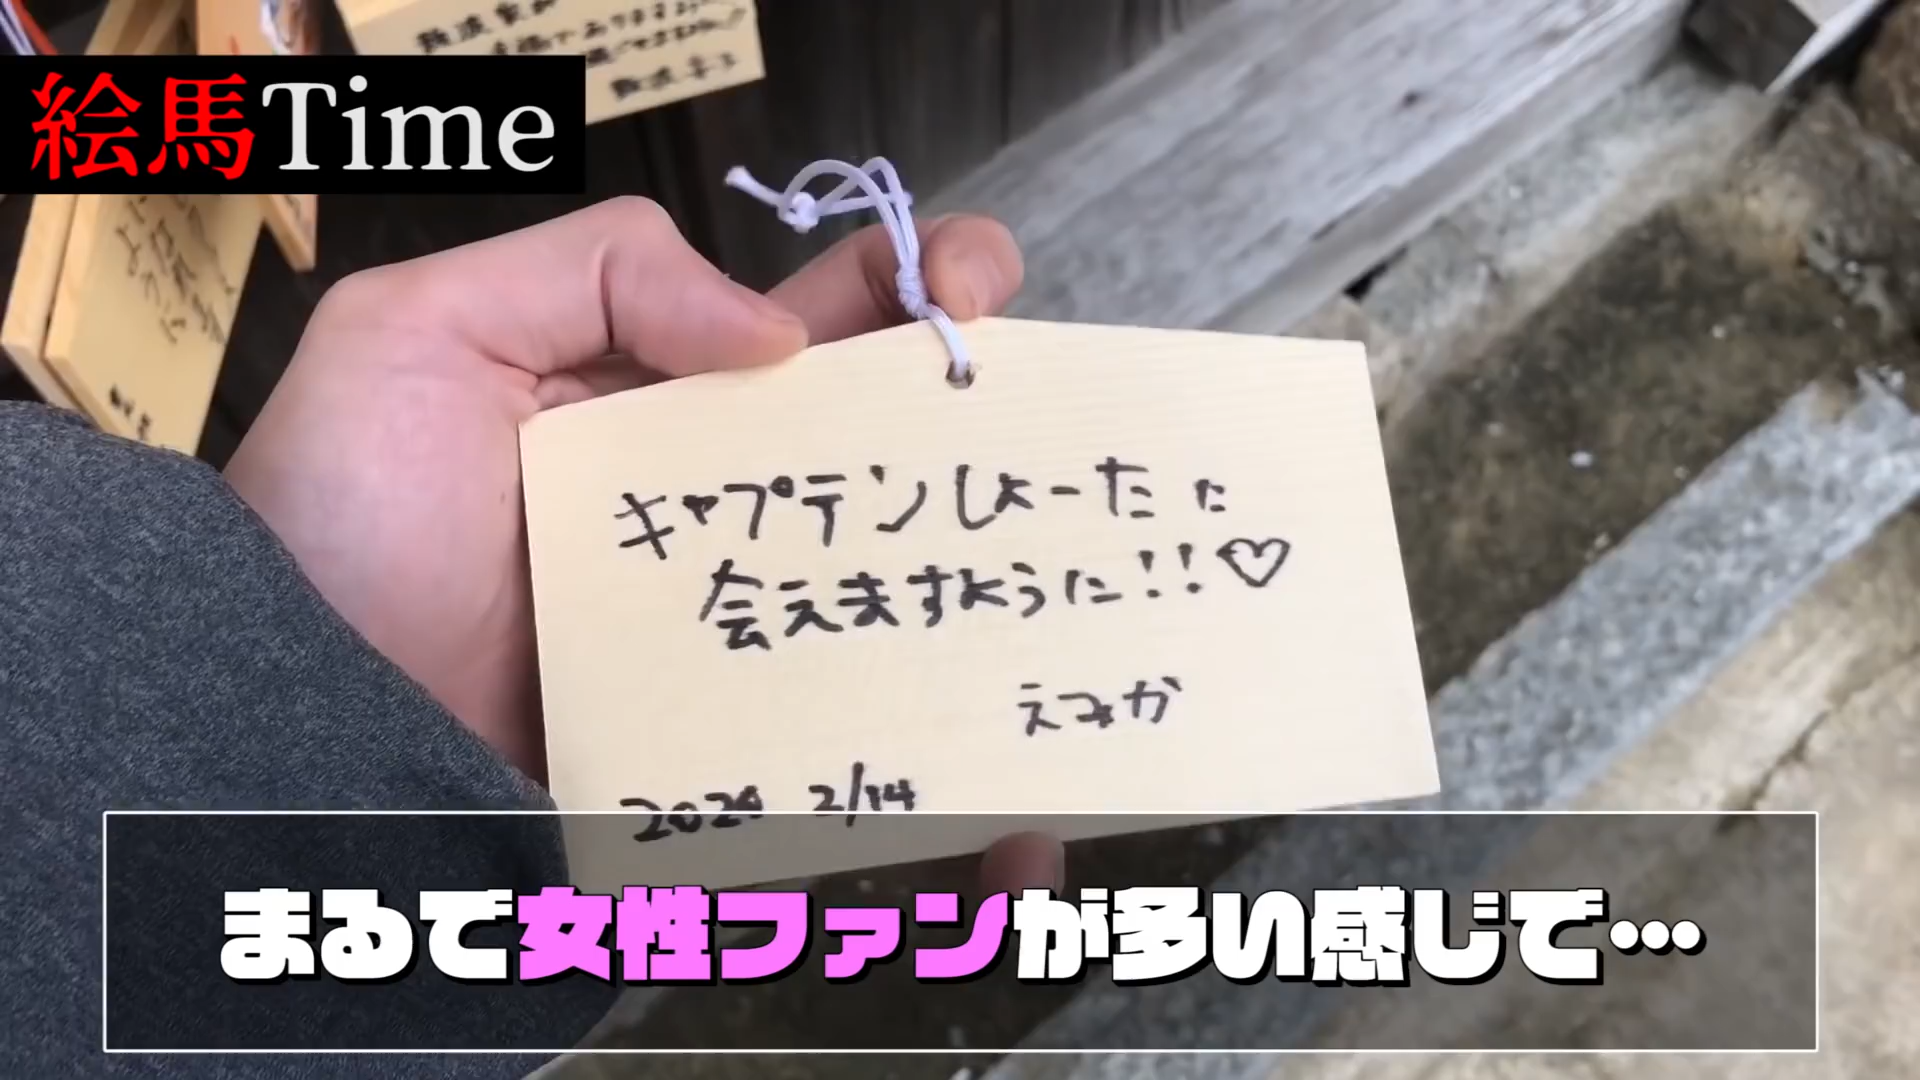 絵馬Time
キャプテンしょーたに
会えますように!!♡
えみか
2020 2/14
まるで女性ファンが多い感じで…